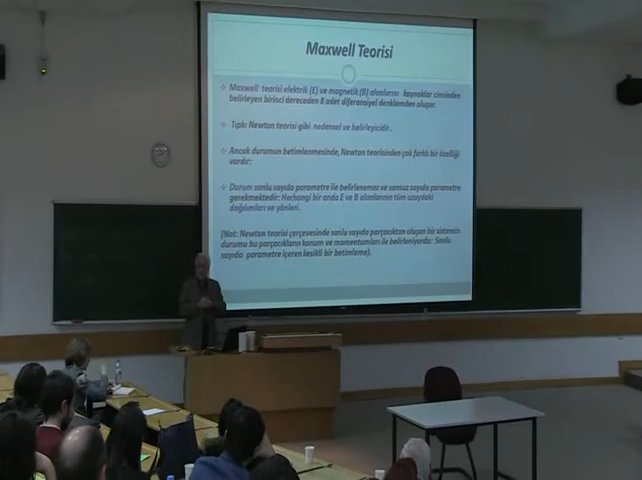 Maxwell Teorisi
Maxwell teorisi elektrik (E) ve magnetik (B) alanlarını kaynaklar cinsinden
belirleyen birinci dereceden 8 adet diferansiyel denklemden oluşur.
Tıpkı Newton teorisi gibi nedensel ve belirleyicidir.
Ancak durumun betimlenmesinde, Newton teorisinden çok farklı bir özelliği
vardır:
Durum sonlu sayıda parametre ile belirlenemez ve sonsuz sayıda parametre
gerekmektedir: Herhangi bir anda E ve B alanlarının tüm uzaydaki
dağılımları ve yönleri.
(Not: Newton teorisi çerçevesinde sonlu sayıda parçacıktan oluşan bir sistemin
durumu bu parçacıkların konum ve momentumları ile belirleniyordu: Sonlu
sayıda parametre içeren kesikli bir betimleme).